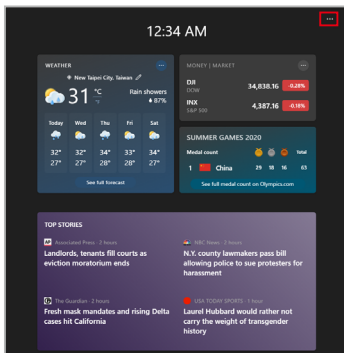 12:34 AM
WEATHER
New Taipei City, Taiwan
31 °C
Rain showers
87%
Today Wed Thu Fri Sat
32° 32° 34° 33° 34°
27° 27° 28° 28° 27°
See full forecast
MONEY | MARKET
DJI
DOW
34,838.16 -0.28%
INX
S&P 500
4,387.16 -0.18%
SUMMER GAMES 2020
Medal count Total
1 China 29 18 16 63
See full medal count on Olympics.com
TOP STORIES
Associated Press · 2 hours
Landlords, tenants fill courts as
eviction moratorium ends
NBC News · 2 hours
N.Y. county lawmakers pass bill
allowing police to sue protesters for
harassment
The Guardian · 2 hours
Fresh mask mandates and rising Delta
cases hit California
USA TODAY SPORTS · 1 hour
Laurel Hubbard would rather not
carry the weight of transgender
history